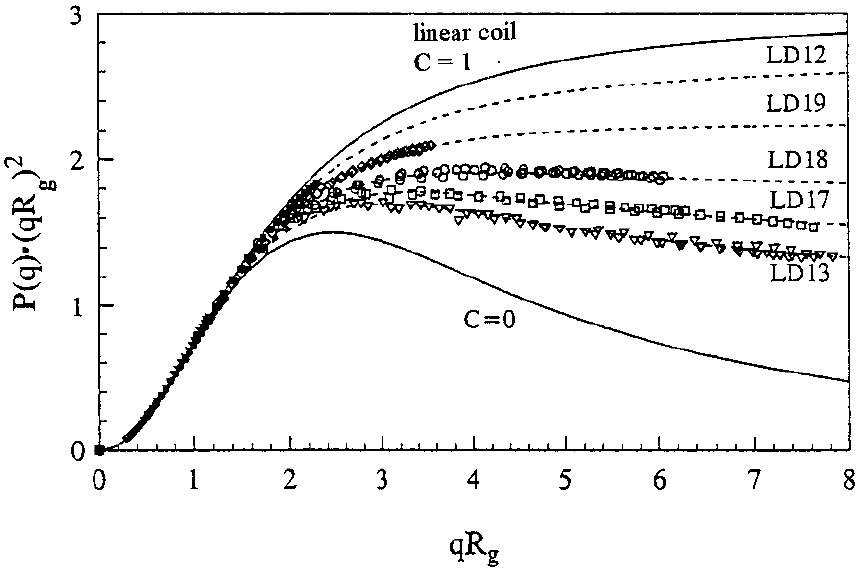 3
linear coil
C = 1
LD12
LD19
2
LD18
LD17
LD13
1
C=0
0
0 1 2 3 4 5 6 7 8
P(q)·(qRg)²
qRg